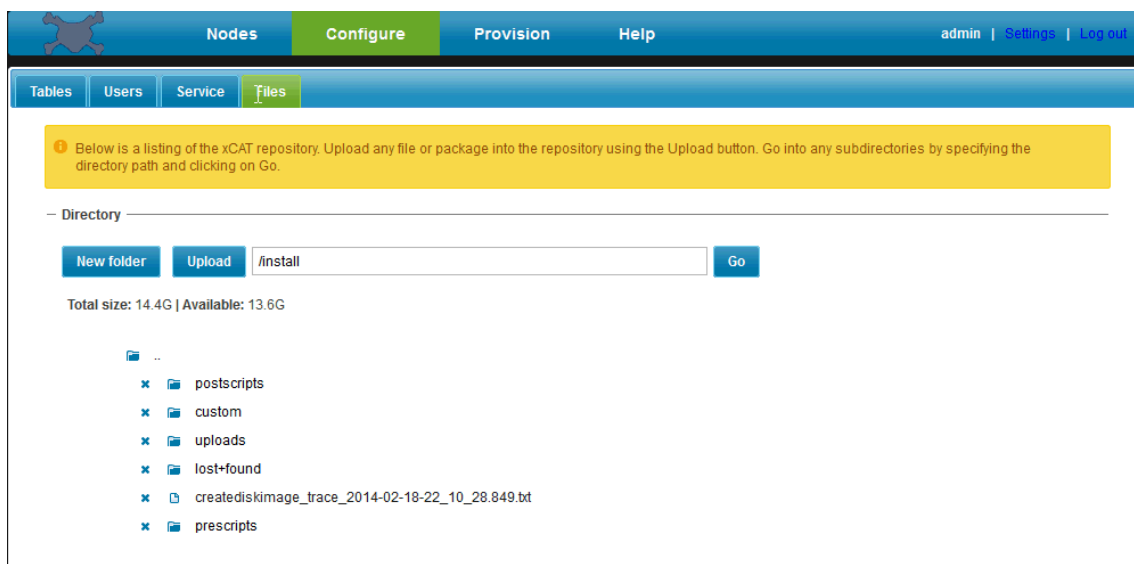 Nodes Configure Provision Help admin | Settings | Log out
Tables Users Service Files
Below is a listing of the xCAT repository. Upload any file or package into the repository using the Upload button. Go into any subdirectories by specifying the
directory path and clicking on Go.
Directory
New folder Upload /install Go
Total size: 14.4G | Available: 13.6G
..
postscripts
custom
uploads
lost+found
creatediskimage_trace_2014-02-18-22_10_28.849.txt
prescripts